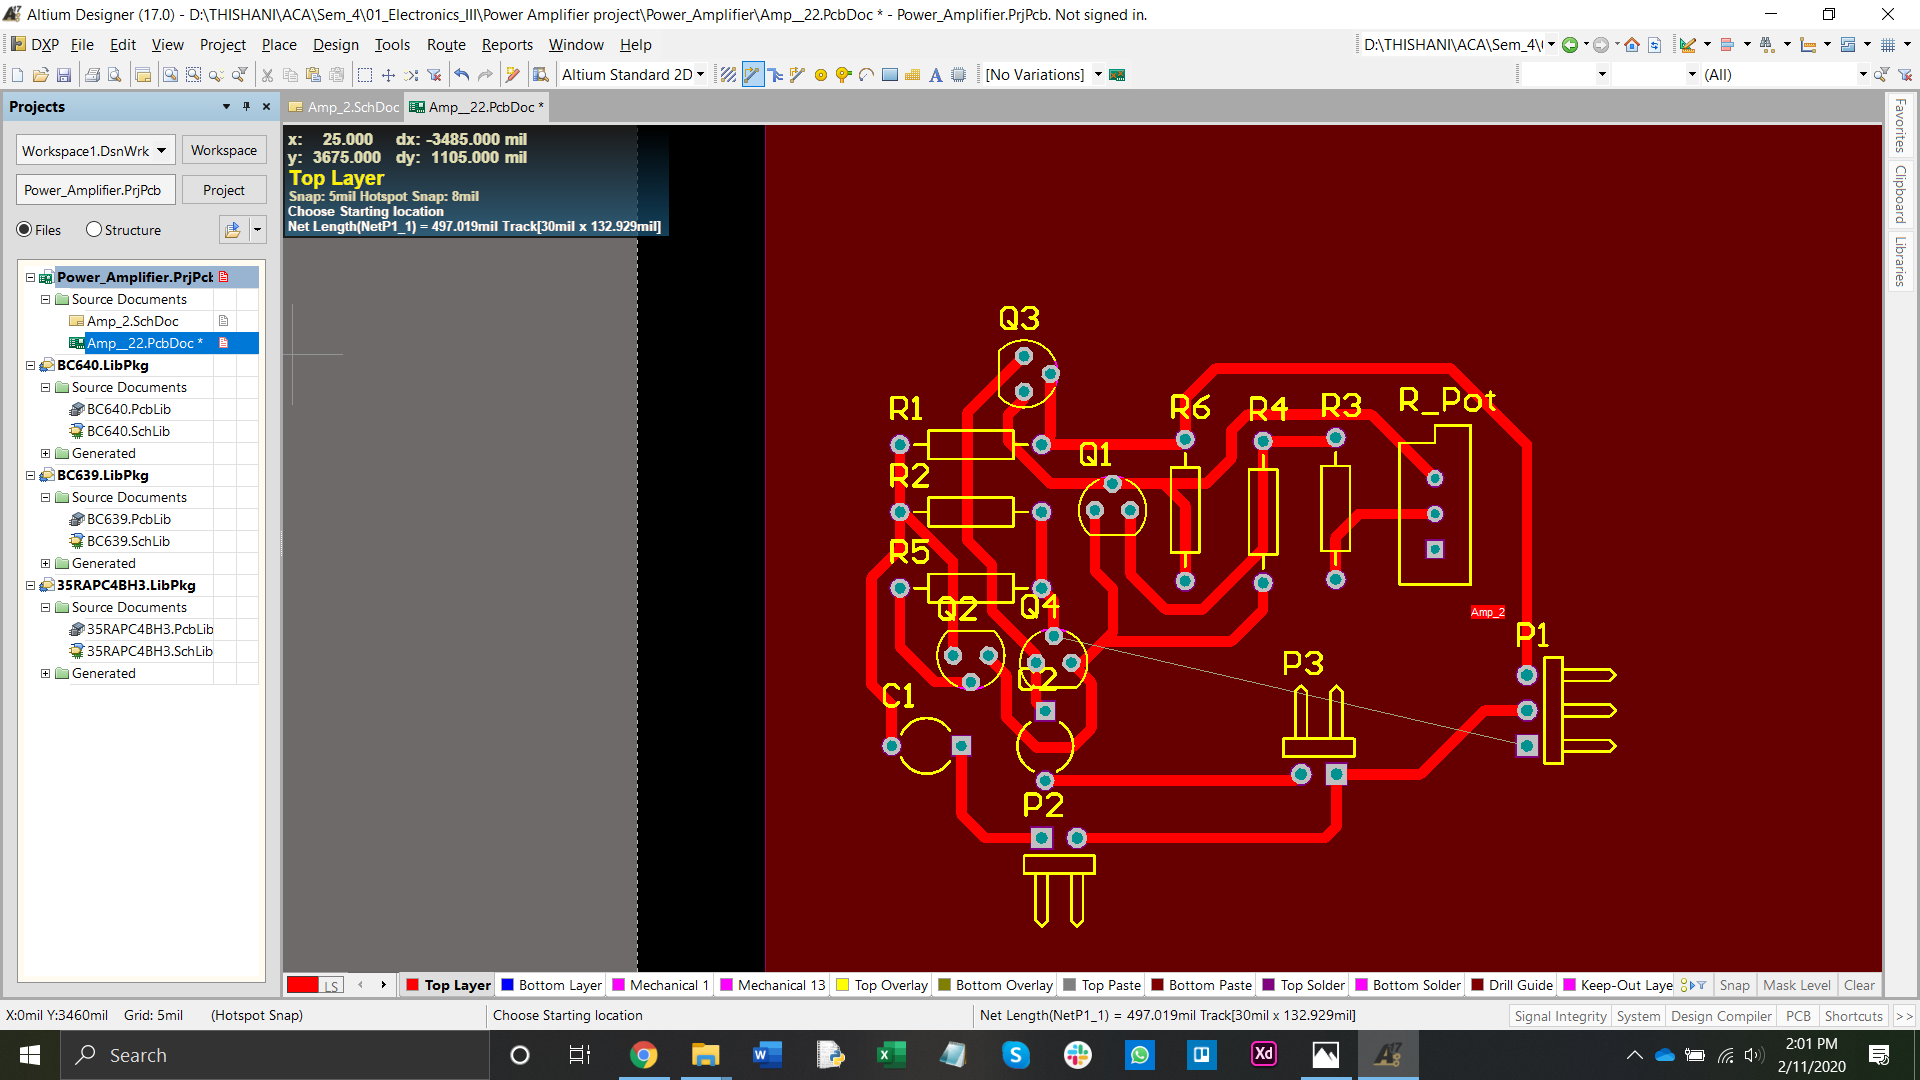 Altium Designer (17.0) - D:\THISHANI\ACA\Sem_4\01_Electronics_III\Power Amplifier project\Power_Amplifier\Amp__22.PcbDoc * - Power_Amplifier.PrjPcb. Not signed in.
DXP File Edit View Project Place Design Tools Route Reports Window Help D:\THISHANI\ACA\Sem_4\
Altium Standard 2D [No Variations] (All)
Projects
Amp_2.SchDoc Amp__22.PcbDoc *
Workspace1.DsnWrk Workspace
Power_Amplifier.PrjPcb Project
Files Structure
Power_Amplifier.PrjPcb
Source Documents
Amp_2.SchDoc
Amp__22.PcbDoc *
BC640.LibPkg
Source Documents
BC640.PcbLib
BC640.SchLib
Generated
BC639.LibPkg
Source Documents
BC639.PcbLib
BC639.SchLib
Generated
35RAPC4BH3.LibPkg
Source Documents
35RAPC4BH3.PcbLib
35RAPC4BH3.SchLib
Generated
x: 25.000 dx: -3485.000 mil
y: 3675.000 dy: 1105.000 mil
Top Layer
Snap: 5mil Hotspot Snap: 8mil
Choose Starting location
Net Length(NetP1_1) = 497.019mil Track[30mil x 132.929mil]
Q3
R1
R6 R4 R3 R_Pot
Q1
R2
R5
Q2 Q4
Amp_2
P1
P3
C1
P2
Favorites
Clipboard
Libraries
LS Top Layer Bottom Layer Mechanical 1 Mechanical 13 Top Overlay Bottom Overlay Top Paste Bottom Paste Top Solder Bottom Solder Drill Guide Keep-Out Laye Snap Mask Level Clear
X:0mil Y:3460mil Grid: 5mil (Hotspot Snap) Choose Starting location Net Length(NetP1_1) = 497.019mil Track[30mil x 132.929mil] Signal Integrity System Design Compiler PCB Shortcuts >>
Search
Xd
2:01 PM
2/11/2020